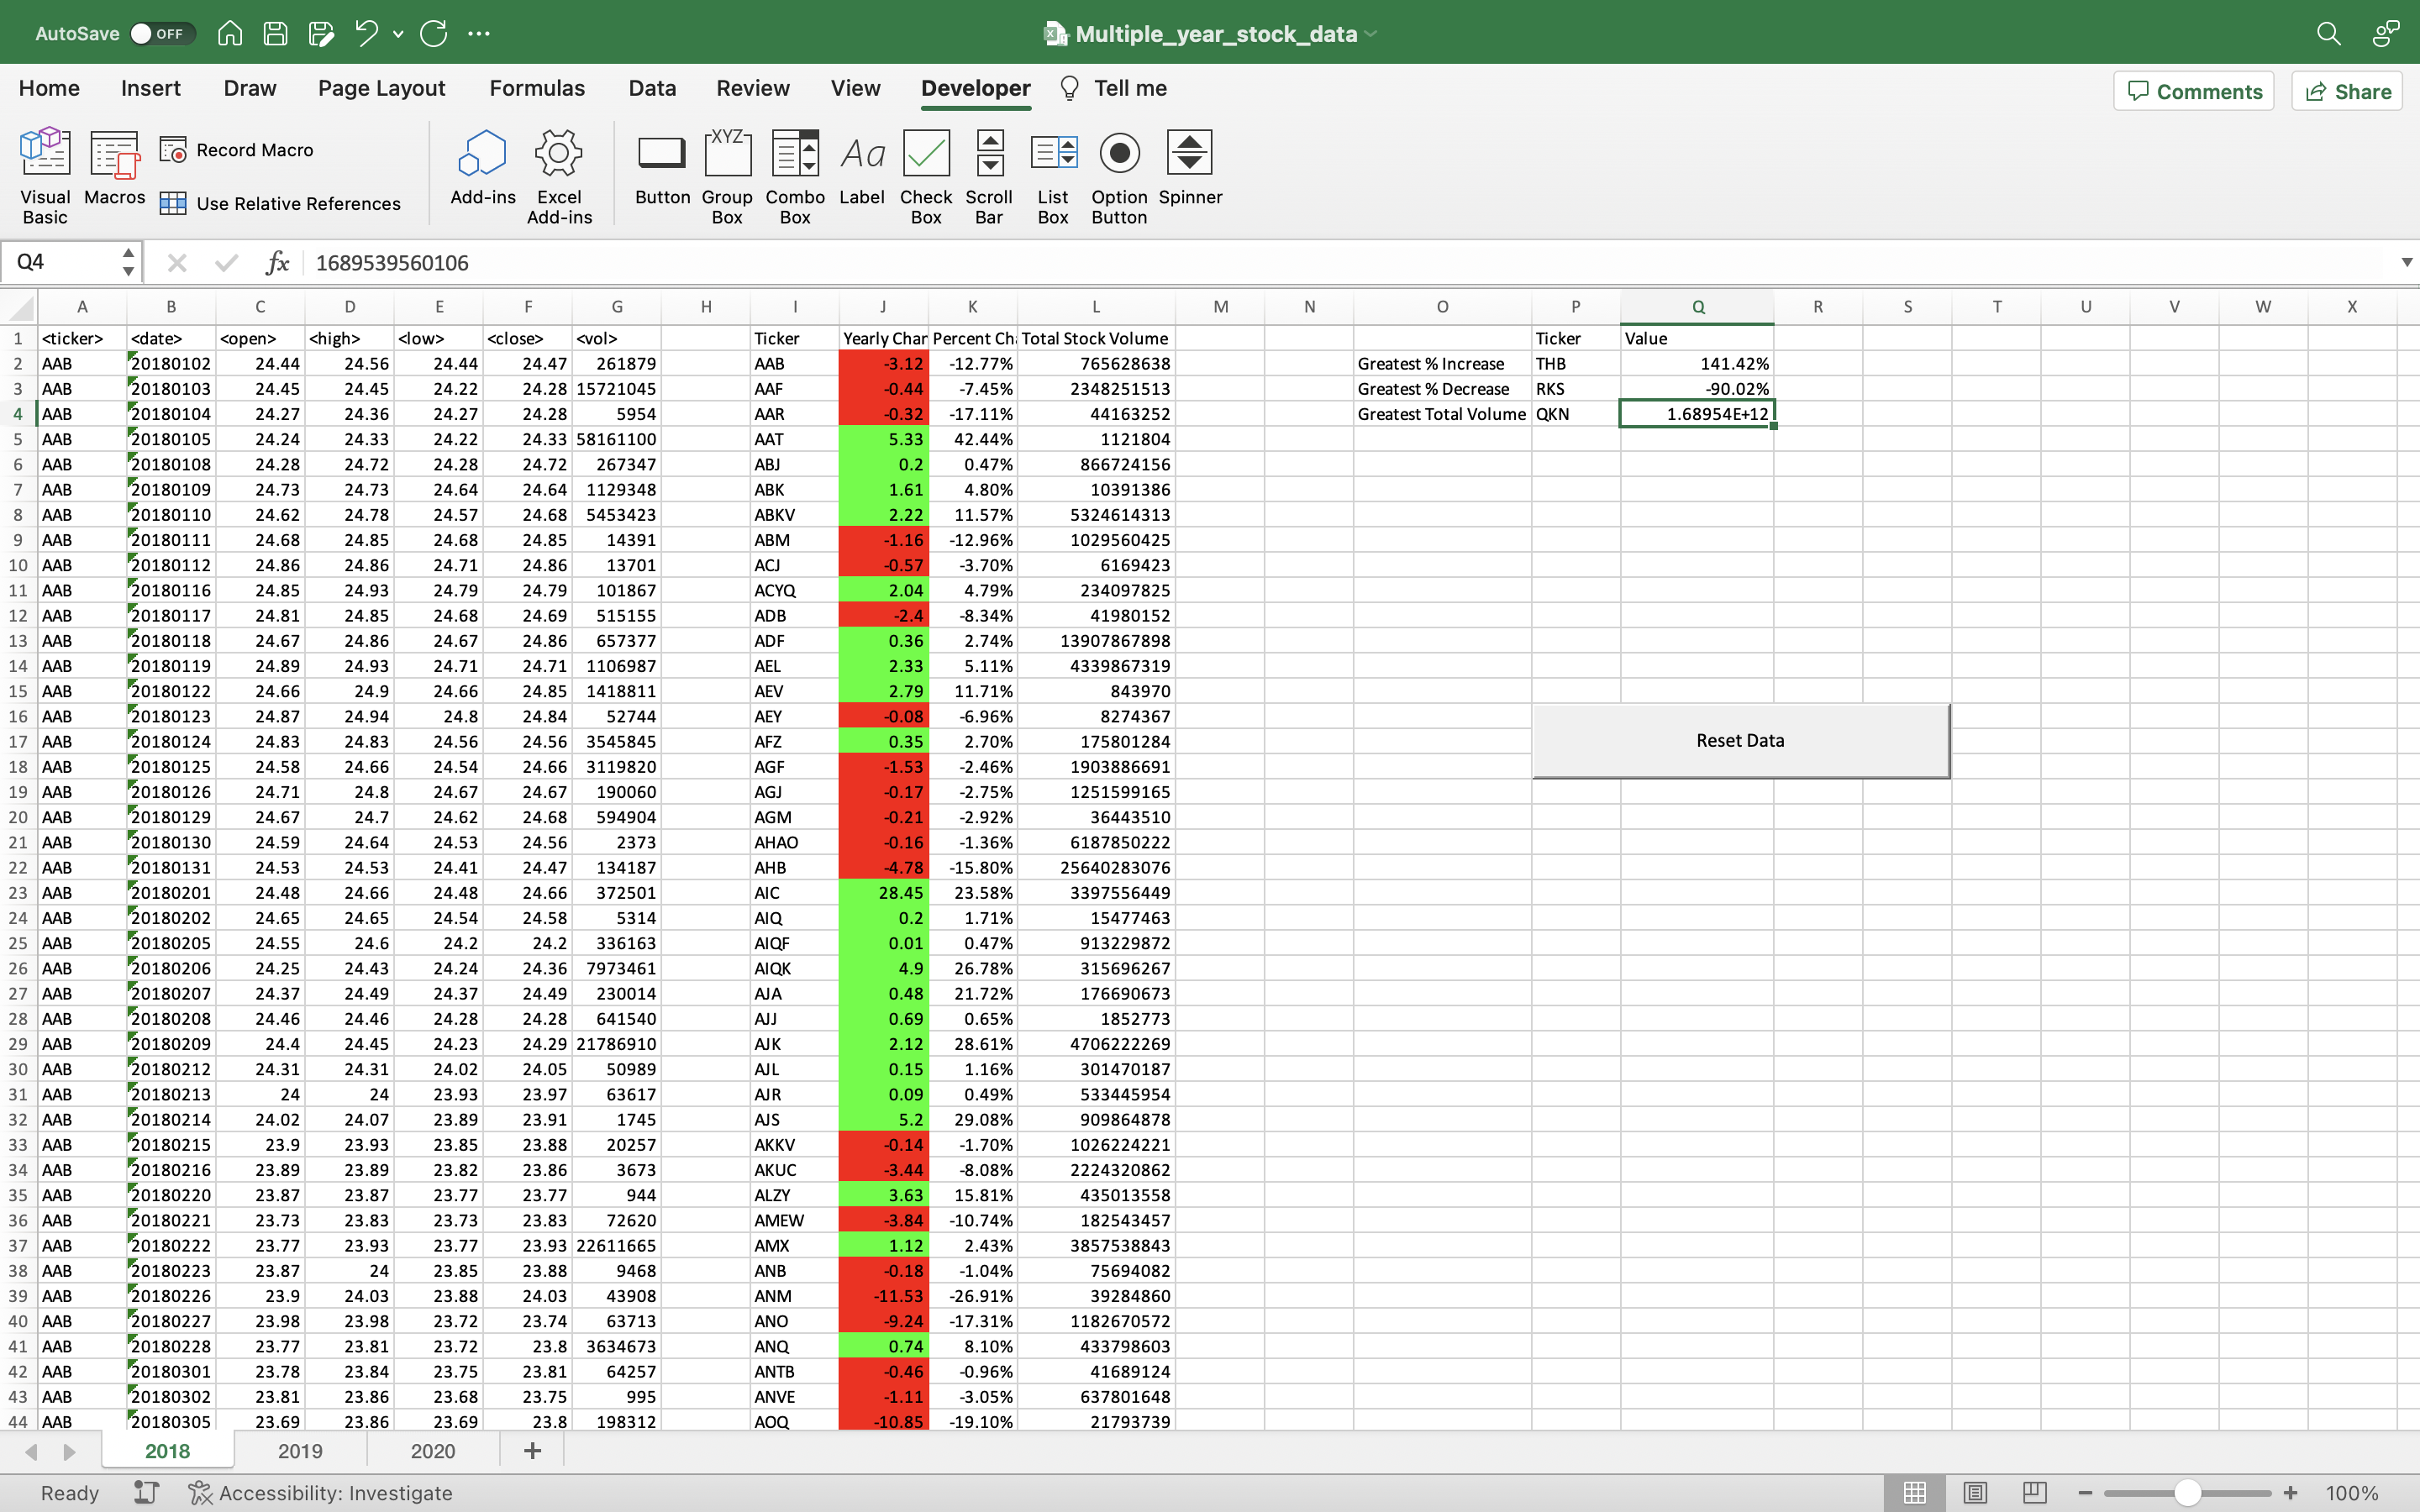 AutoSave OFF Multiple_year_stock_data
Home Insert Draw Page Layout Formulas Data Review View Developer Tell me Comments Share
Visual Basic Macros Record Macro Use Relative References Add-ins Excel Add-ins Button Group Box XYZ Combo Box Aa Label Check Box Scroll Bar List Box Option Button Spinner
Q4 fx 1689539560106
A B C D E F G H I J K L M N O P Q R S T U V W X
1 <ticker> <date> <open> <high> <low> <close> <vol> Ticker Yearly Char Percent Ch Total Stock Volume Ticker Value
2 AAB 20180102 24.44 24.56 24.44 24.47 261879 AAB -3.12 -12.77% 765628638 Greatest % Increase THB 141.42%
3 AAB 20180103 24.45 24.45 24.22 24.28 15721045 AAF -0.44 -7.45% 2348251513 Greatest % Decrease RKS -90.02%
4 AAB 20180104 24.27 24.36 24.27 24.28 5954 AAR -0.32 -17.11% 44163252 Greatest Total Volume QKN 1.68954E+12
5 AAB 20180105 24.24 24.33 24.22 24.33 58161100 AAT 5.33 42.44% 1121804
6 AAB 20180108 24.28 24.72 24.28 24.72 267347 ABJ 0.2 0.47% 866724156
7 AAB 20180109 24.73 24.73 24.64 24.64 1129348 ABK 1.61 4.80% 10391386
8 AAB 20180110 24.62 24.78 24.57 24.68 5453423 ABKV 2.22 11.57% 5324614313
9 AAB 20180111 24.68 24.85 24.68 24.85 14391 ABM -1.16 -12.96% 1029560425
10 AAB 20180112 24.86 24.86 24.71 24.86 13701 ACJ -0.57 -3.70% 6169423
11 AAB 20180116 24.85 24.93 24.79 24.79 101867 ACYQ 2.04 4.79% 234097825
12 AAB 20180117 24.81 24.85 24.68 24.69 515155 ADB -2.4 -8.34% 41980152
13 AAB 20180118 24.67 24.86 24.67 24.86 657377 ADF 0.36 2.74% 13907867898
14 AAB 20180119 24.89 24.93 24.71 24.71 1106987 AEL 2.33 5.11% 4339867319
15 AAB 20180122 24.66 24.9 24.66 24.85 1418811 AEV 2.79 11.71% 843970
16 AAB 20180123 24.87 24.94 24.8 24.84 52744 AEY -0.08 -6.96% 8274367
17 AAB 20180124 24.83 24.83 24.56 24.56 3545845 AFZ 0.35 2.70% 175801284 Reset Data
18 AAB 20180125 24.58 24.66 24.54 24.66 3119820 AGF -1.53 -2.46% 1903886691
19 AAB 20180126 24.71 24.8 24.67 24.67 190060 AGJ -0.17 -2.75% 1251599165
20 AAB 20180129 24.67 24.7 24.62 24.68 594904 AGM -0.21 -2.92% 36443510
21 AAB 20180130 24.59 24.64 24.53 24.56 2373 AHAO -0.16 -1.36% 6187850222
22 AAB 20180131 24.53 24.53 24.41 24.47 134187 AHB -4.78 -15.80% 25640283076
23 AAB 20180201 24.48 24.66 24.48 24.66 372501 AIC 28.45 23.58% 3397556449
24 AAB 20180202 24.65 24.65 24.54 24.58 5314 AIQ 0.2 1.71% 15477463
25 AAB 20180205 24.55 24.6 24.2 24.2 336163 AIQF 0.01 0.47% 913229872
26 AAB 20180206 24.25 24.43 24.24 24.36 7973461 AIQK 4.9 26.78% 315696267
27 AAB 20180207 24.37 24.49 24.37 24.49 230014 AJA 0.48 21.72% 176690673
28 AAB 20180208 24.46 24.46 24.28 24.28 641540 AJJ 0.69 0.65% 1852773
29 AAB 20180209 24.4 24.45 24.23 24.29 21786910 AJK 2.12 28.61% 4706222269
30 AAB 20180212 24.31 24.31 24.02 24.05 50989 AJL 0.15 1.16% 301470187
31 AAB 20180213 24 24 23.93 23.97 63617 AJR 0.09 0.49% 533445954
32 AAB 20180214 24.02 24.07 23.89 23.91 1745 AJS 5.2 29.08% 909864878
33 AAB 20180215 23.9 23.93 23.85 23.88 20257 AKKV -0.14 -1.70% 1026224221
34 AAB 20180216 23.89 23.89 23.82 23.86 3673 AKUC -3.44 -8.08% 2224320862
35 AAB 20180220 23.87 23.87 23.77 23.77 944 ALZY 3.63 15.81% 435013558
36 AAB 20180221 23.73 23.83 23.73 23.83 72620 AMEW -3.84 -10.74% 182543457
37 AAB 20180222 23.77 23.93 23.77 23.93 22611665 AMX 1.12 2.43% 3857538843
38 AAB 20180223 23.87 24 23.85 23.88 9468 ANB -0.18 -1.04% 75694082
39 AAB 20180226 23.9 24.03 23.88 24.03 43908 ANM -11.53 -26.91% 39284860
40 AAB 20180227 23.98 23.98 23.72 23.74 63713 ANO -9.24 -17.31% 1182670572
41 AAB 20180228 23.77 23.81 23.72 23.8 3634673 ANQ 0.74 8.10% 433798603
42 AAB 20180301 23.78 23.84 23.75 23.81 64257 ANTB -0.46 -0.96% 41689124
43 AAB 20180302 23.81 23.86 23.68 23.75 995 ANVE -1.11 -3.05% 637801648
44 AAB 20180305 23.69 23.86 23.69 23.8 198312 AOQ -10.85 -19.10% 21793739
2018 2019 2020 +
Ready Accessibility: Investigate 100%